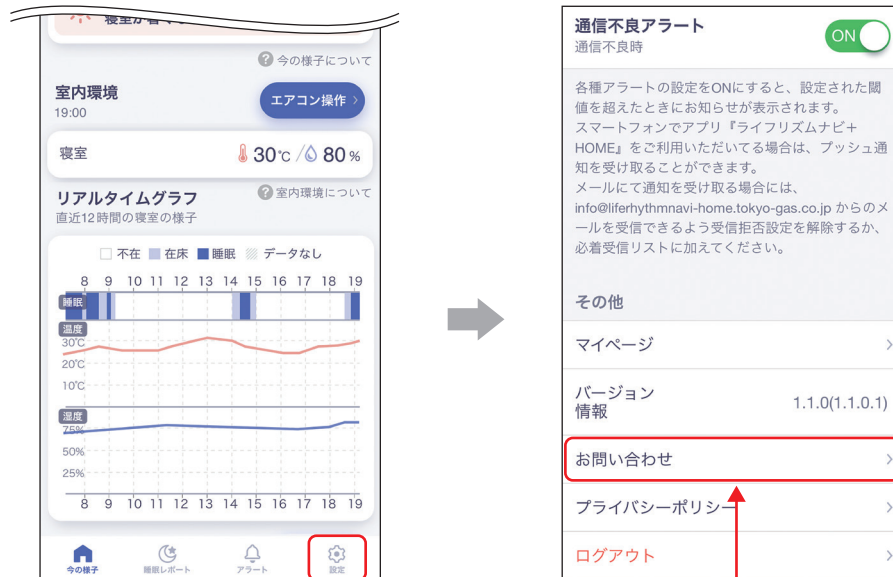 今の様子について
室内環境
19:00
エアコン操作
寝室
30℃ / 80 %
リアルタイムグラフ
室内環境について
直近12時間の寝室の様子
不在 在床 睡眠 データなし
8 9 10 11 12 13 14 15 16 17 18 19
睡眠
温度
30℃
20℃
10℃
湿度
75%
50%
25%
8 9 10 11 12 13 14 15 16 17 18 19
今の様子 睡眠レポート アラート 設定
通信不良アラート
通信不良時
ON
各種アラートの設定をONにすると、設定された閾
値を超えたときにお知らせが表示されます。
スマートフォンでアプリ『ライフリズムナビ+
HOME』をご利用いただいてる場合は、プッシュ通
知を受け取ることができます。
メールにて通知を受け取る場合には、
info@liferhythmnavi-home.tokyo-gas.co.jp からのメ
ールを受信できるよう受信拒否設定を解除するか、
必着受信リストに加えてください。
その他
マイページ
バージョン
情報
1.1.0(1.1.0.1)
お問い合わせ
プライバシーポリシー
ログアウト